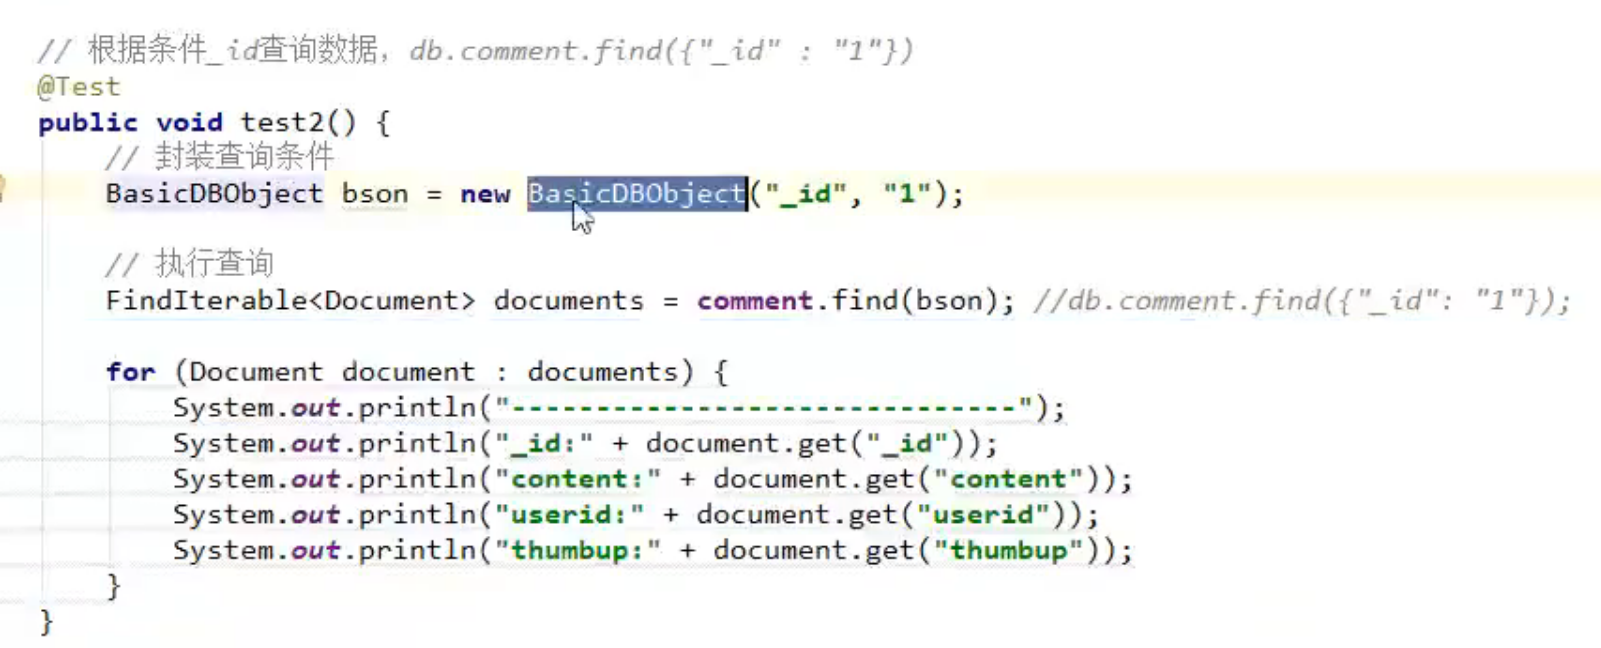 // 根据条件_id查询数据，db.comment.find({"_id" : "1"})
@Test
public void test2() {
// 封装查询条件
BasicDBObject bson = new BasicDBObject("_id", "1");
// 执行查询
FindIterable<Document> documents = comment.find(bson); //db.comment.find({"_id": "1"});
for (Document document : documents) {
System.out.println("------------------------------");
System.out.println("_id:" + document.get("_id"));
System.out.println("content:" + document.get("content"));
System.out.println("userid:" + document.get("userid"));
System.out.println("thumbup:" + document.get("thumbup"));
}
}